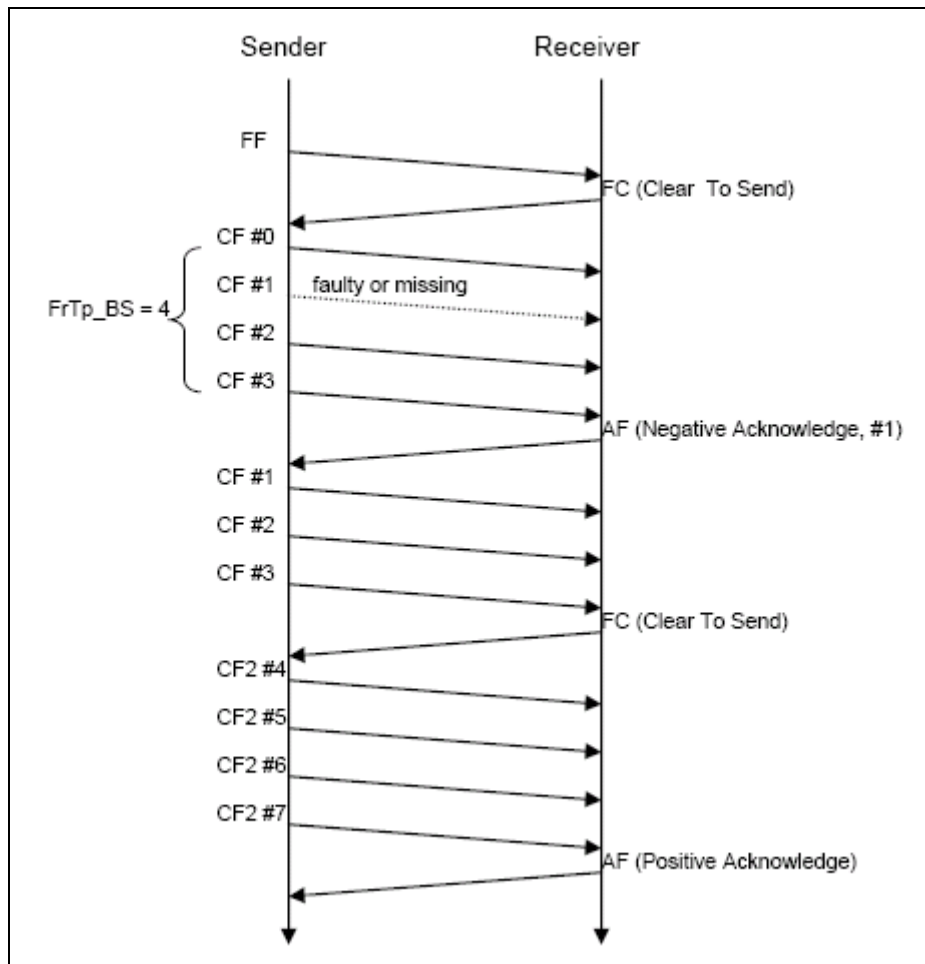 Sender Receiver
FF
FC (Clear To Send)
CF #0
CF #1 faulty or missing
FrTp_BS = 4
CF #2
CF #3
AF (Negative Acknowledge, #1)
CF #1
CF #2
CF #3
FC (Clear To Send)
CF2 #4
CF2 #5
CF2 #6
CF2 #7
AF (Positive Acknowledge)